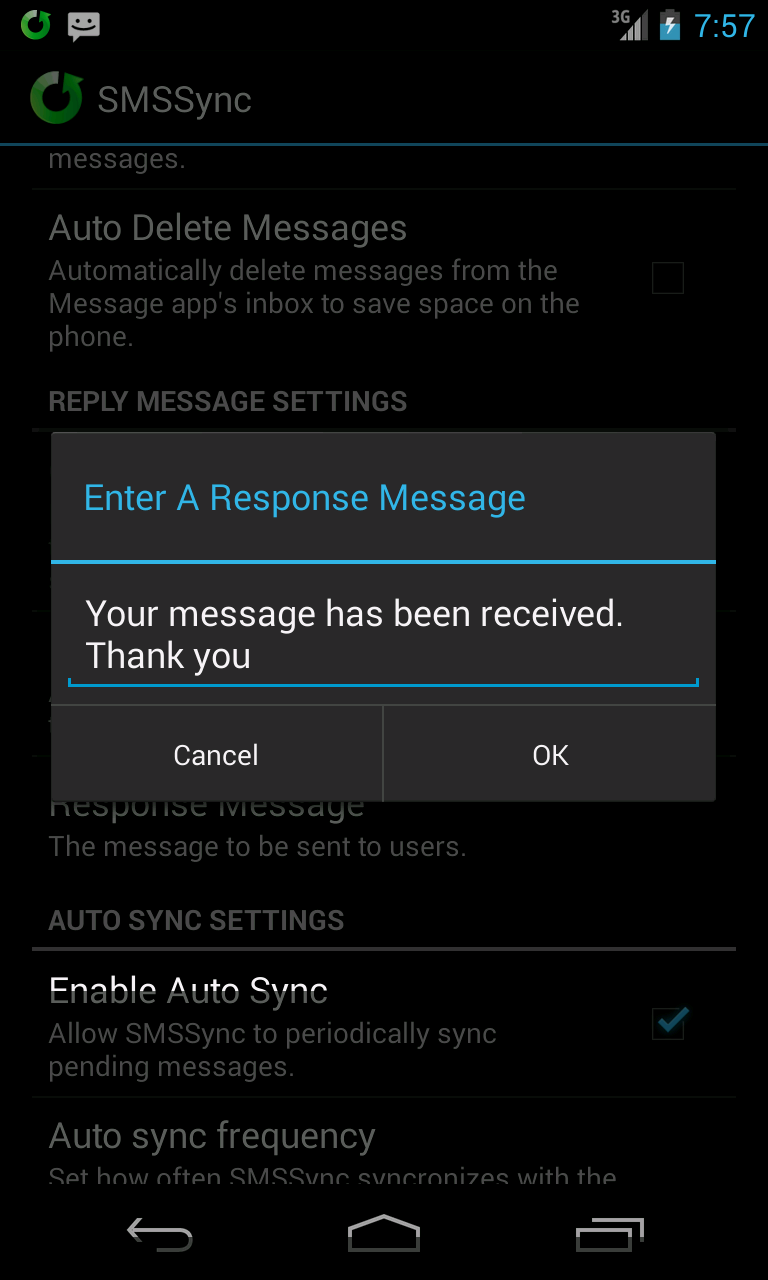 3G 7:57
SMSSync
messages.
Auto Delete Messages
Automatically delete messages from the
Message app's inbox to save space on the
phone.
REPLY MESSAGE SETTINGS
Enter A Response Message
Your message has been received.
Thank you
Cancel OK
Response Message
The message to be sent to users.
AUTO SYNC SETTINGS
Enable Auto Sync
Allow SMSSync to periodically sync
pending messages.
Auto sync frequency
Set how often SMSSync syncronizes with the